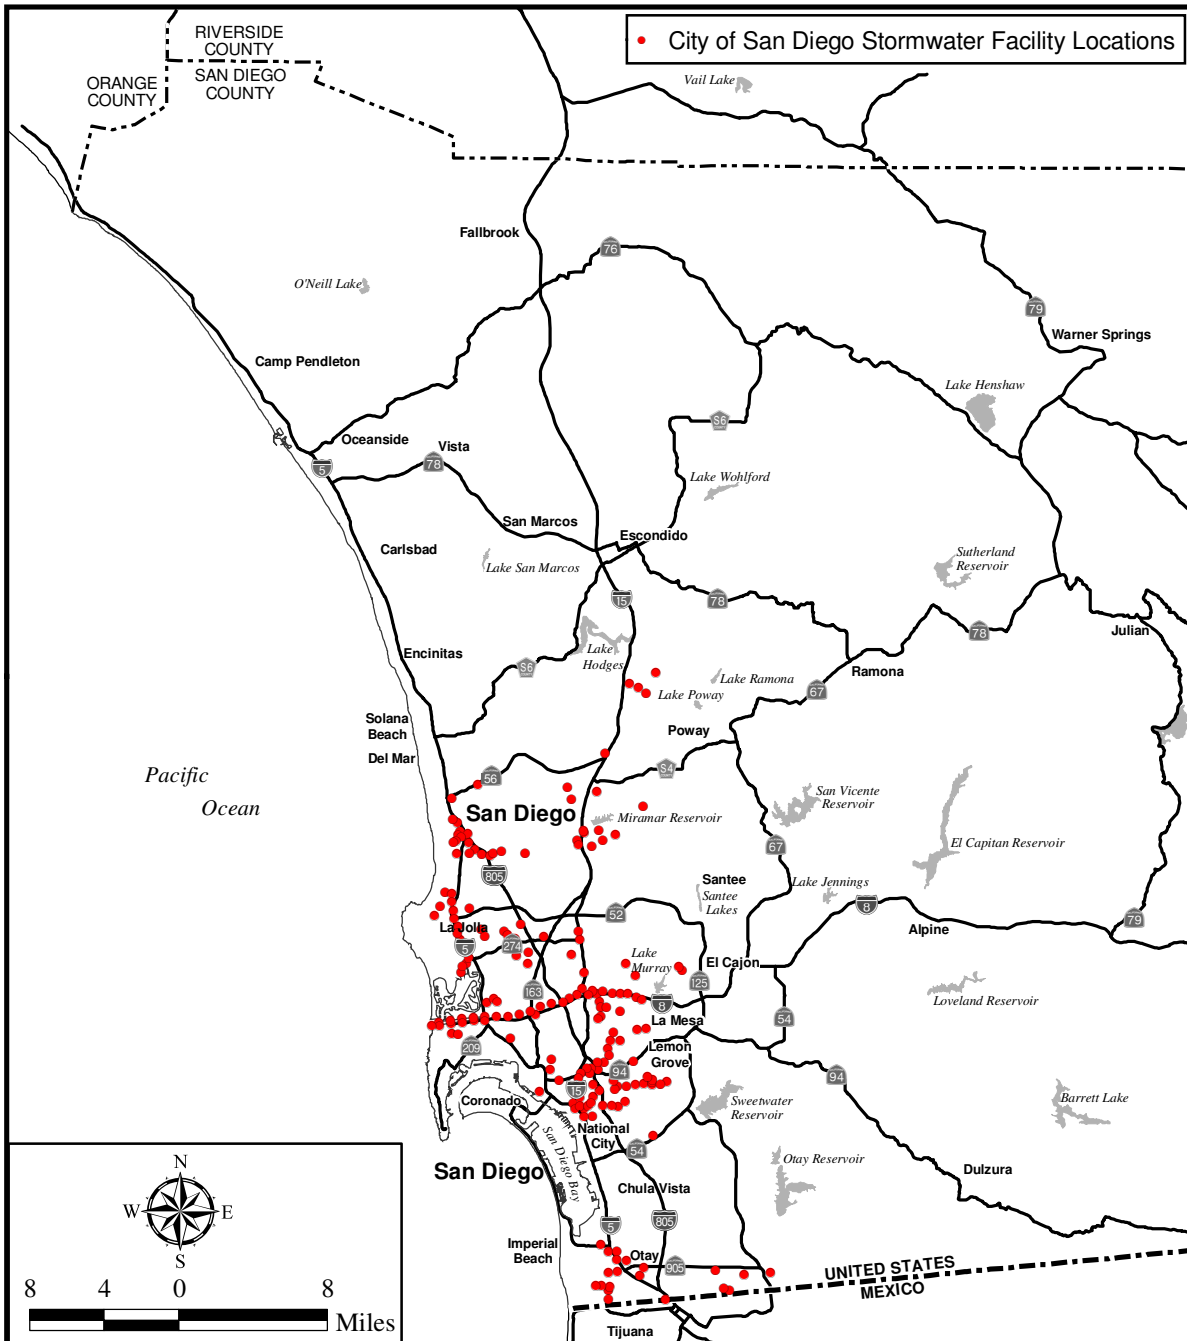 City of San Diego Stormwater Facility Locations
RIVERSIDE
COUNTY
ORANGE
COUNTY
SAN DIEGO
COUNTY
Vail Lake
Fallbrook
76
O'Neill Lake
79
Warner Springs
Camp Pendleton
Lake Henshaw
S6
Oceanside
Vista
5
78
Lake Wohlford
San Marcos
Escondido
Carlsbad
Lake San Marcos
Sutherland
Reservoir
15
78
78
Julian
Encinitas
Lake
Hodges
S6
Ramona
Lake Ramona
67
Lake Poway
Solana
Beach
Poway
Del Mar
56
S4
Pacific
Ocean
San Diego
Miramar Reservoir
San Vicente
Reservoir
El Capitan Reservoir
67
805
Santee
Santee
Lakes
Lake Jennings
8
52
79
La Jolla
Alpine
5
274
Lake
Murray
El Cajon
125
163
8
Loveland Reservoir
La Mesa
54
209
Lemon
Grove
94
94
15
Coronado
Sweetwater
Reservoir
Barrett Lake
National
City
54
San Diego Bay
Otay Reservoir
San Diego
Dulzura
Chula Vista
5
805
Imperial
Beach
Otay
905
UNITED STATES
MEXICO
Tijuana
N
W
E
S
8
4
0
8
Miles